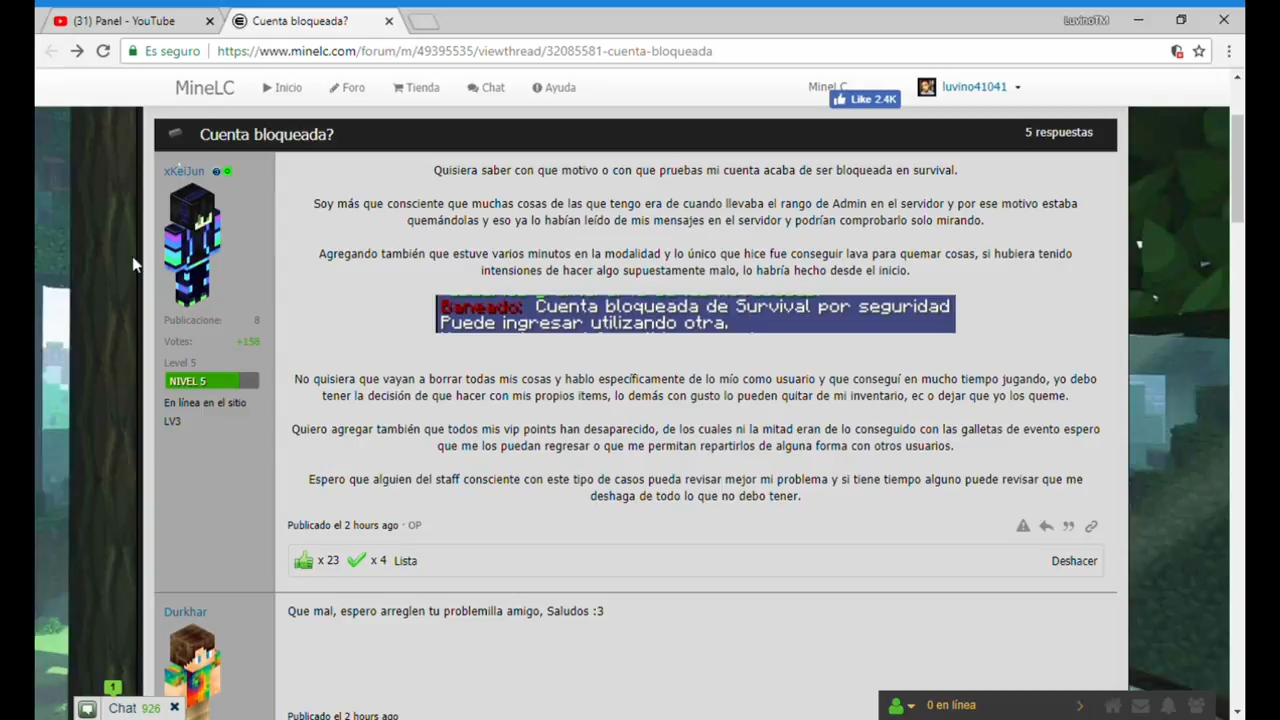 (31) Panel - YouTube
Cuenta bloqueada?
LuvinoTM
Es seguro
https://www.minelc.com/forum/m/49395535/viewthread/32085581-cuenta-bloqueada
MineLC
Inicio
Foro
Tienda
Chat
Ayuda
MineLC
Like 2.4K
luvino41041
Cuenta bloqueada?
5 respuestas
xKeiJun
Quisiera saber con que motivo o con que pruebas mi cuenta acaba de ser bloqueada en survival.
Soy más que consciente que muchas cosas de las que tengo era de cuando llevaba el rango de Admin en el servidor y por ese motivo estaba
quemándolas y eso ya lo habían leído de mis mensajes en el servidor y podrían comprobarlo solo mirando.
Agregando también que estuve varios minutos en la modalidad y lo único que hice fue conseguir lava para quemar cosas, si hubiera tenido
intensiones de hacer algo supuestamente malo, lo habría hecho desde el inicio.
Baneado: Cuenta bloqueada de Survival por seguridad
Puede ingresar utilizando otra.
Publicacione: 8
Votes: +158
Level 5
NIVEL 5
En línea en el sitio
LV3
No quisiera que vayan a borrar todas mis cosas y hablo específicamente de lo mío como usuario y que conseguí en mucho tiempo jugando, yo debo
tener la decisión de que hacer con mis propios items, lo demás con gusto lo pueden quitar de mi inventario, ec o dejar que yo los queme.
Quiero agregar también que todos mis vip points han desaparecido, de los cuales ni la mitad eran de lo conseguido con las galletas de evento espero
que me los puedan regresar o que me permitan repartirlos de alguna forma con otros usuarios.
Espero que alguien del staff consciente con este tipo de casos pueda revisar mejor mi problema y si tiene tiempo alguno puede revisar que me
deshaga de todo lo que no debo tener.
Publicado el 2 hours ago · OP
x 23
x 4
Lista
Deshacer
Durkhar
Que mal, espero arreglen tu problemilla amigo, Saludos :3
Publicado el 2 hours ago
1
Chat 926
0 en línea